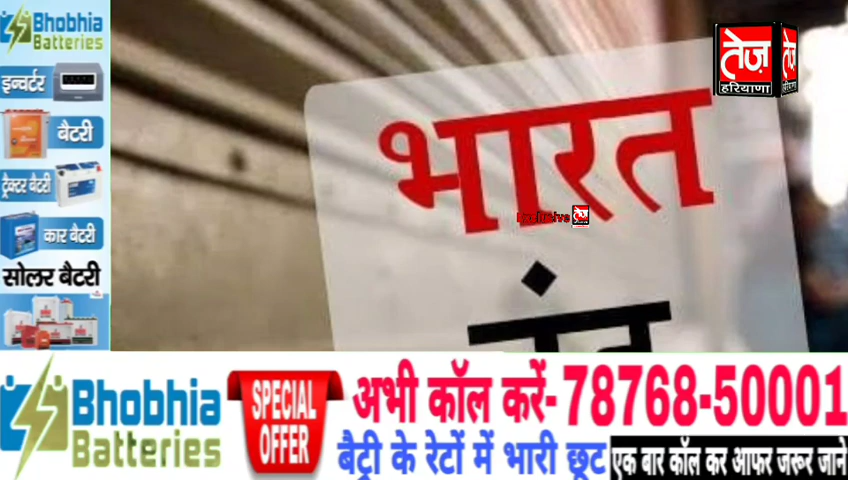 Bhobhia
Batteries
इन्वर्टर
बैटरी
ट्रैक्टर बैटरी
कार बैटरी
सोलर बैटरी
तेज़
हरियाणा
भारत
Exclusive तेज़
बंद
Bhobhia
Batteries
SPECIAL
OFFER
अभी कॉल करें-78768-50001
बैट्री के रेटों में भारी छूट
एक बार कॉल कर आफर जरूर जाने